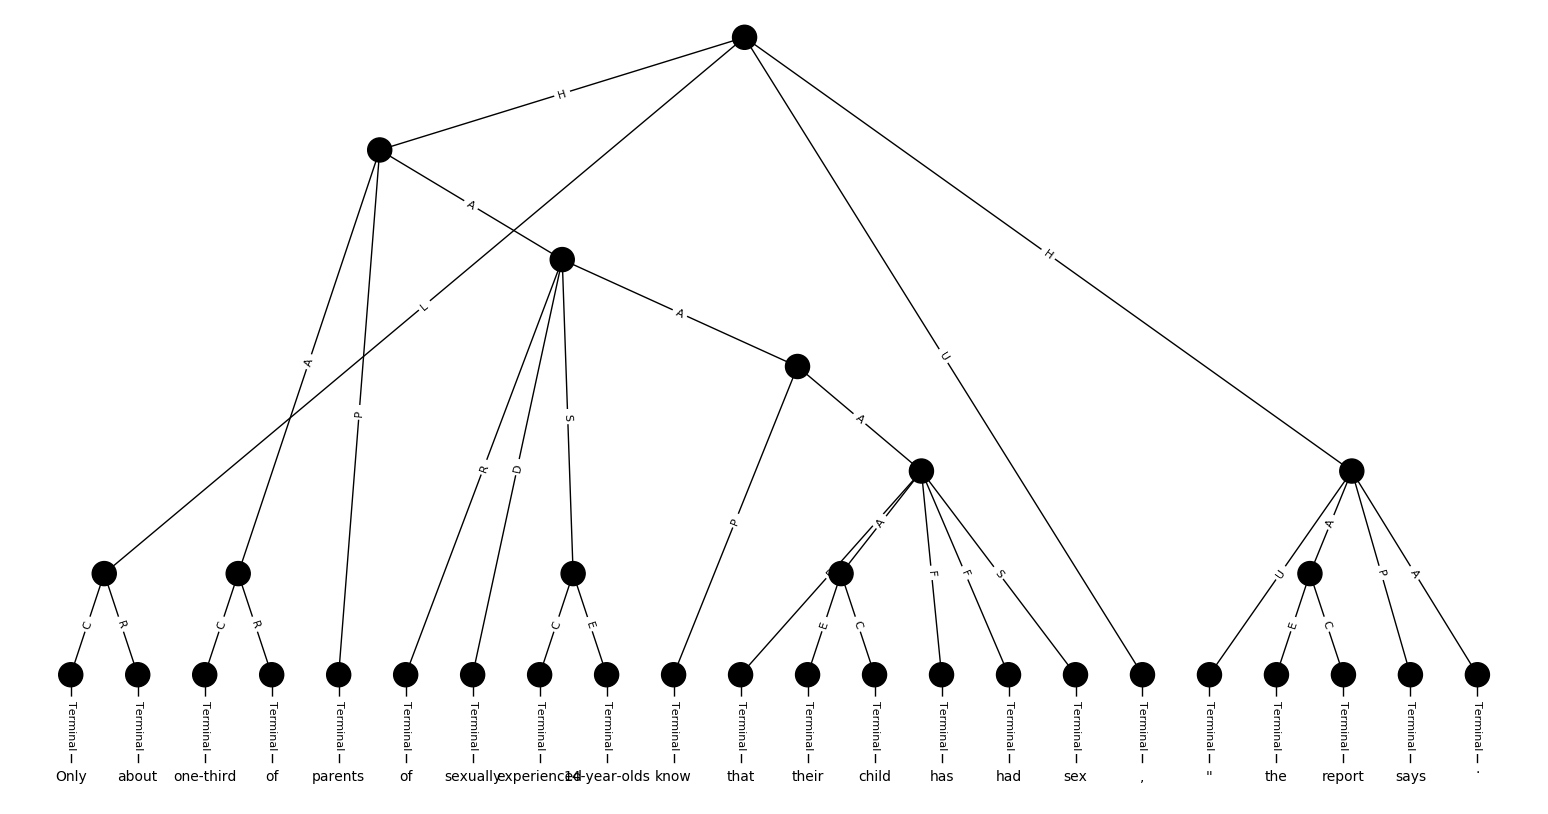 H
A
L
A
H
A
P
U
A
S
R
D
P
A
F
F
S
U
A
P
A
C
R
C
R
C
E
E
C
E
C
Terminal Terminal Terminal Terminal Terminal Terminal Terminal Terminal Terminal Terminal Terminal Terminal Terminal Terminal Terminal Terminal Terminal Terminal Terminal Terminal Terminal Terminal
Only about one-third of parents of sexually experienced 14-year-olds know that their child has had sex , " the report says .